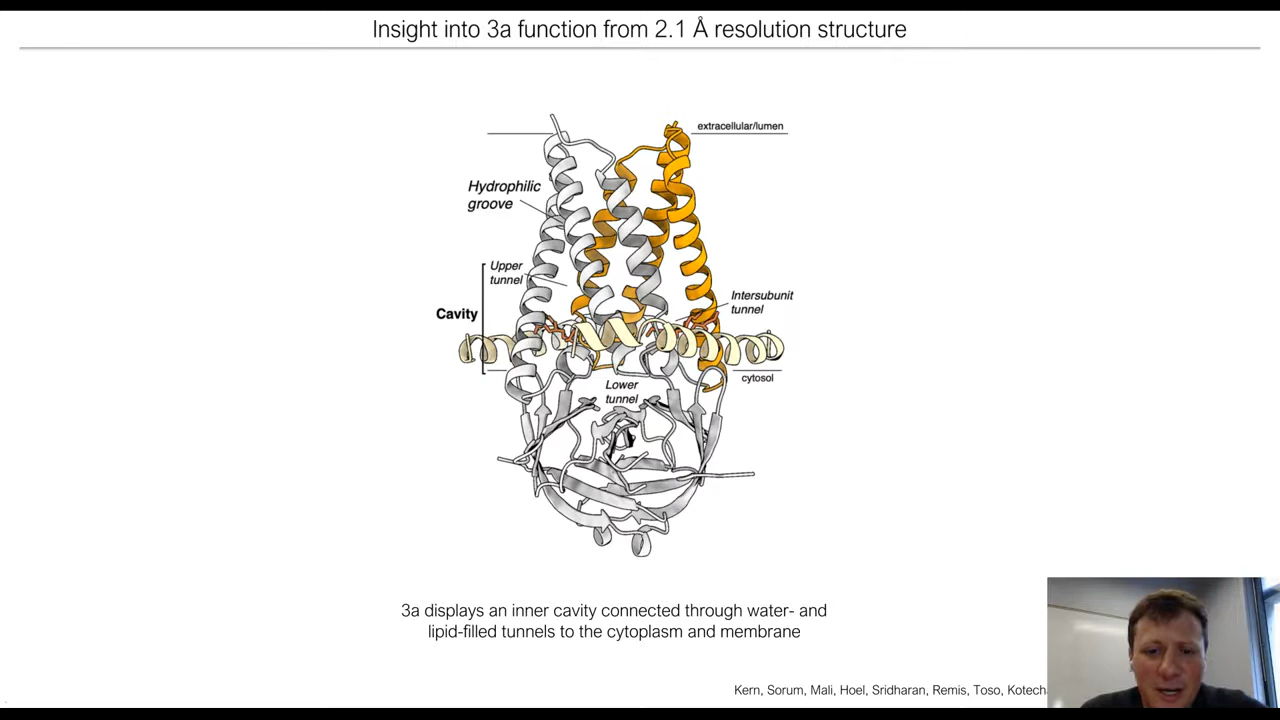 Insight into 3a function from 2.1 Å resolution structure
extracellular/lumen
Hydrophilic
groove
Upper
tunnel
Intersubunit
tunnel
Cavity
cytosol
Lower
tunnel
3a displays an inner cavity connected through water- and
lipid-filled tunnels to the cytoplasm and membrane
Kern, Sorum, Mali, Hoel, Sridharan, Remis, Toso, Kotech